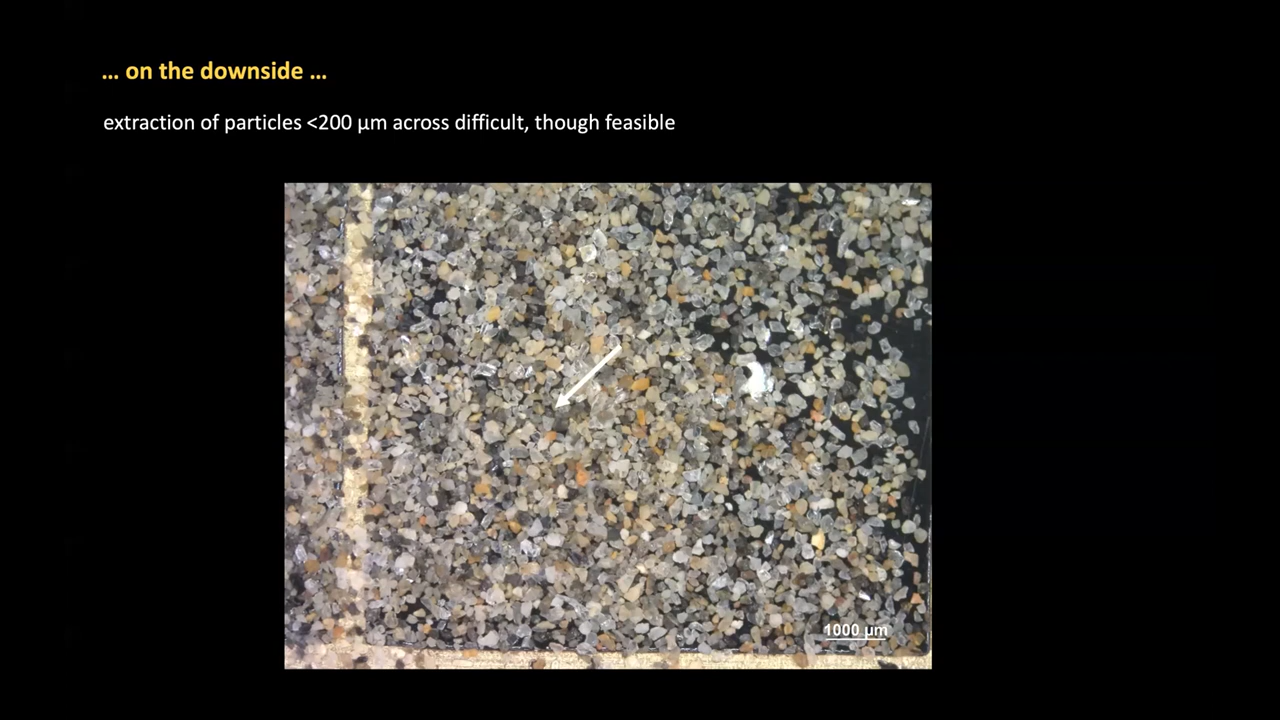 ... on the downside ...
extraction of particles <200 µm across difficult, though feasible
1000 µm